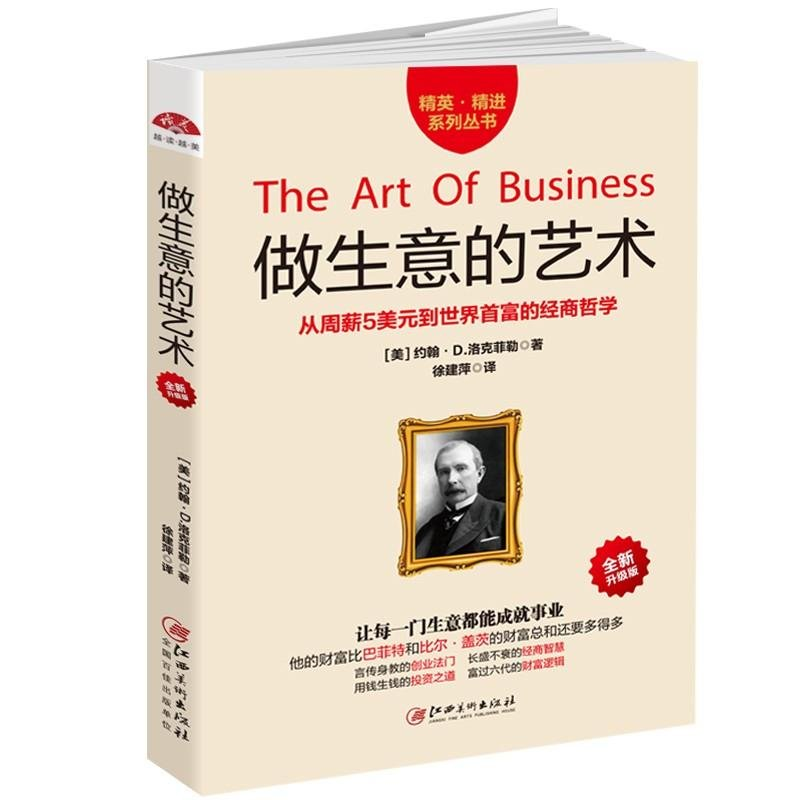 精英·精进
系列丛书
The Art Of Business
做生意的艺术
从周薪5美元到世界首富的经商哲学
[美]约翰·D.洛克菲勒◎著
徐建萍◎译
全新
升级版
让每一门生意都能成就事业
他的财富比巴菲特和比尔·盖茨的财富总和还要多得多
言传身教的创业法门 长盛不衰的经商智慧
用钱生钱的投资之道 富过六代的财富逻辑
江西美术出版社
JIANGXI FINE ARTS PUBLISHING HOUSE
读美
越·读·越·美
做生意的艺术
全新
升级版
[美]约翰·D.洛克菲勒◎著
徐建萍◎译
江西美术出版社
全国百佳出版单位